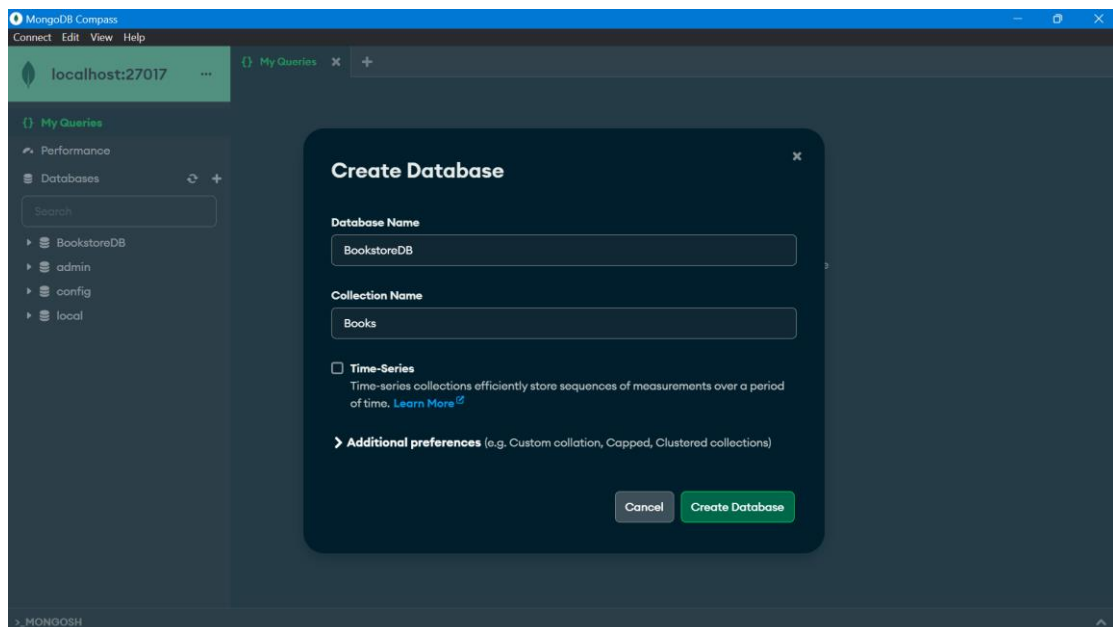 MongoDB Compass
Connect Edit View Help
localhost:27017 ...
{} My Queries
{} My Queries
Performance
Databases
Search
BookstoreDB
admin
config
local
Create Database
Database Name
BookstoreDB
Collection Name
Books
Time-Series
Time-series collections efficiently store sequences of measurements over a period
of time. Learn More
Additional preferences (e.g. Custom collation, Capped, Clustered collections)
Cancel Create Database
>_MONGOSH